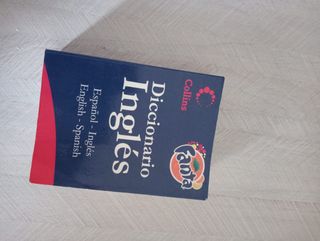 Collins
Diccionario
Inglés
Español - Inglés
English - Spanish
Fanta